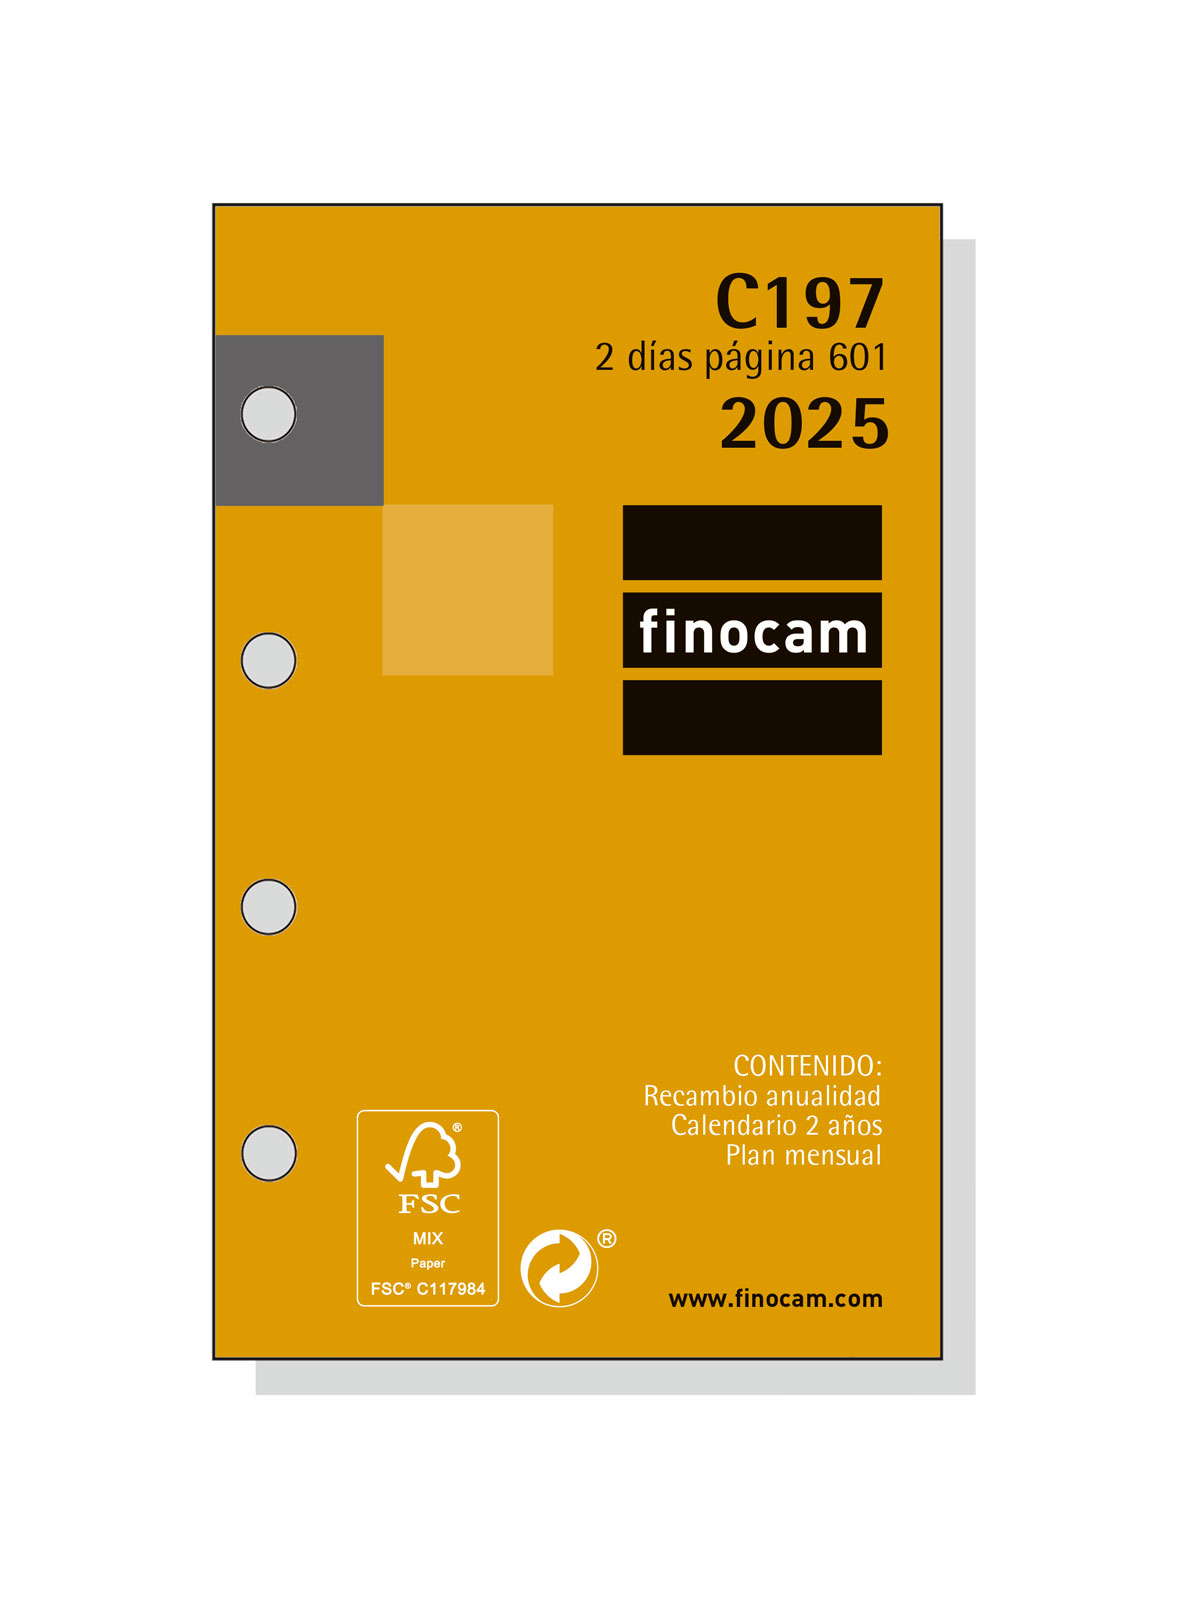 C197
2 días página 601
2025
finocam
CONTENIDO:
Recambio anualidad
Calendario 2 años
Plan mensual
®
FSC
MIX
Paper
FSC® C117984
®
www.finocam.com